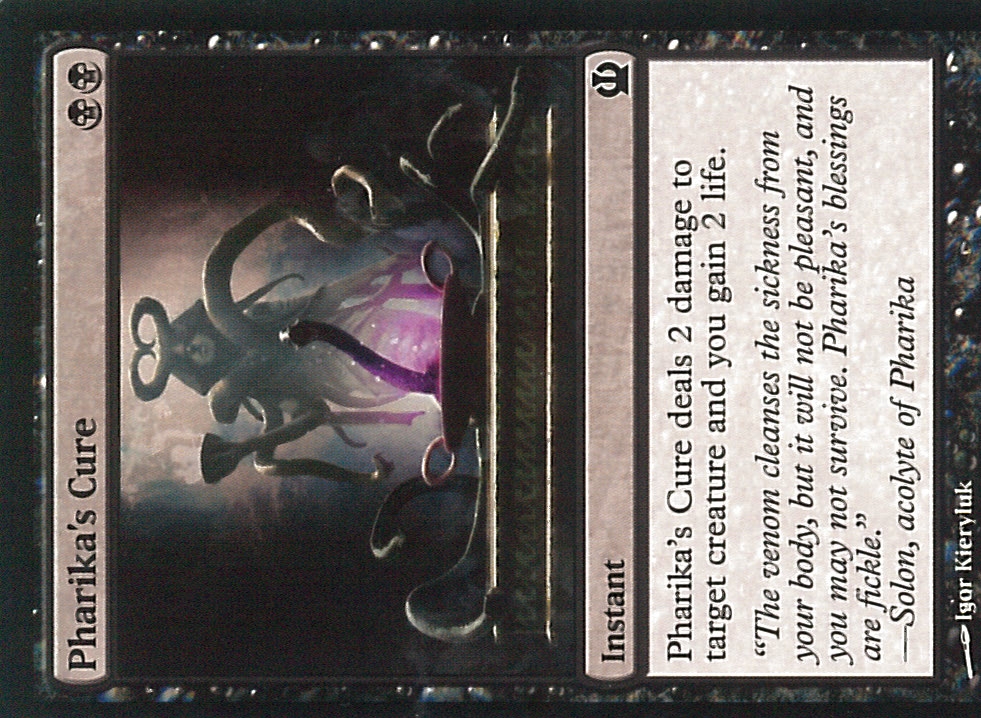 Pharika's Cure
Instant
Pharika's Cure deals 2 damage to
target creature and you gain 2 life.
“The venom cleanses the sickness from
your body, but it will not be pleasant, and
you may not survive. Pharika's blessings
are fickle.”
—Solon, acolyte of Pharika
Igor Kieryluk